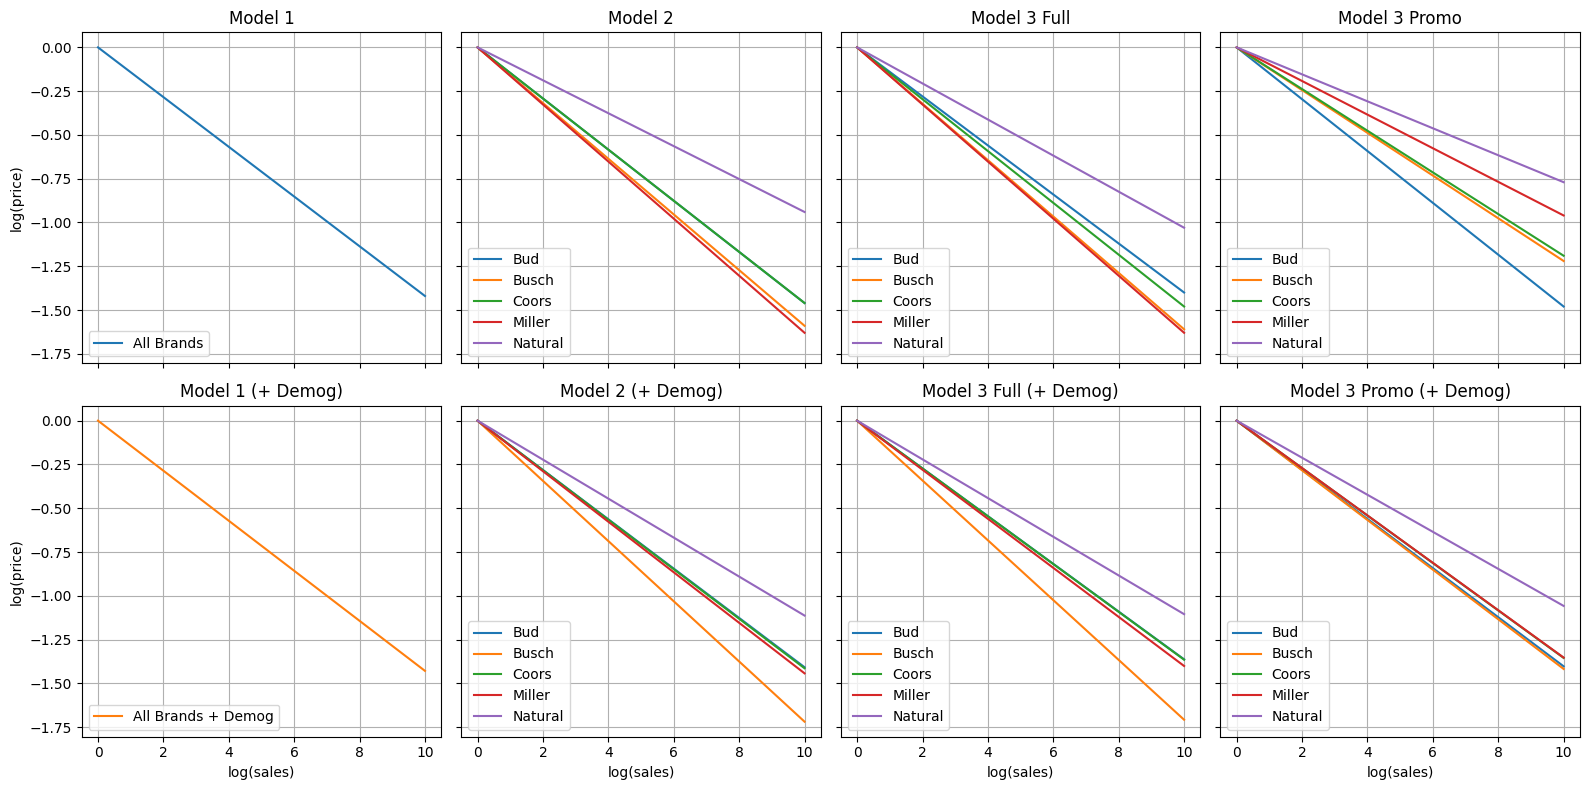 Model 1
Model 2
Model 3 Full
Model 3 Promo
0.00
−0.25
−0.50
−0.75
−1.00
−1.25
−1.50
−1.75
log(price)
All Brands
Bud
Busch
Coors
Miller
Natural
Bud
Busch
Coors
Miller
Natural
Bud
Busch
Coors
Miller
Natural
Model 1 (+ Demog)
Model 2 (+ Demog)
Model 3 Full (+ Demog)
Model 3 Promo (+ Demog)
0.00
−0.25
−0.50
−0.75
−1.00
−1.25
−1.50
−1.75
log(price)
All Brands + Demog
Bud
Busch
Coors
Miller
Natural
Bud
Busch
Coors
Miller
Natural
Bud
Busch
Coors
Miller
Natural
0 2 4 6 8 10
0 2 4 6 8 10
0 2 4 6 8 10
0 2 4 6 8 10
log(sales)
log(sales)
log(sales)
log(sales)